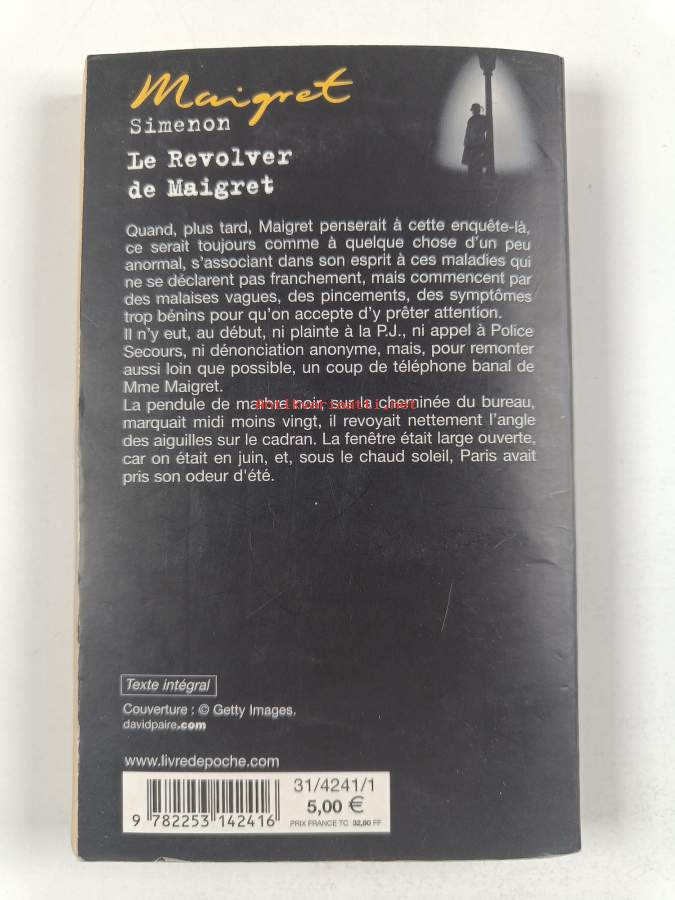 Maigret
Simenon
Le Revolver
de Maigret
Quand, plus tard, Maigret penserait à cette enquête-là,
ce serait toujours comme à quelque chose d'un peu
anormal, s'associant dans son esprit à ces maladies qui
ne se déclarent pas franchement, mais commencent par
des malaises vagues, des pincements, des symptômes
trop bénins pour qu'on accepte d'y prêter attention.
Il n'y eut, au début, ni plainte à la P.J., ni appel à Police
Secours, ni dénonciation anonyme, mais, pour remonter
aussi loin que possible, un coup de téléphone banal de
Mme Maigret.
La pendule de marbre noir, sur la cheminée du bureau,
marquait midi moins vingt, il revoyait nettement l'angle
des aiguilles sur le cadran. La fenêtre était large ouverte,
car on était en juin, et, sous le chaud soleil, Paris avait
pris son odeur d'été.
Texte intégral
Couverture : © Getty Images.
davidpaire.com
www.livredepoche.com
31/4241/1
5,00 €
PRIX FRANCE TC 32,80 FF
9 782253 142416